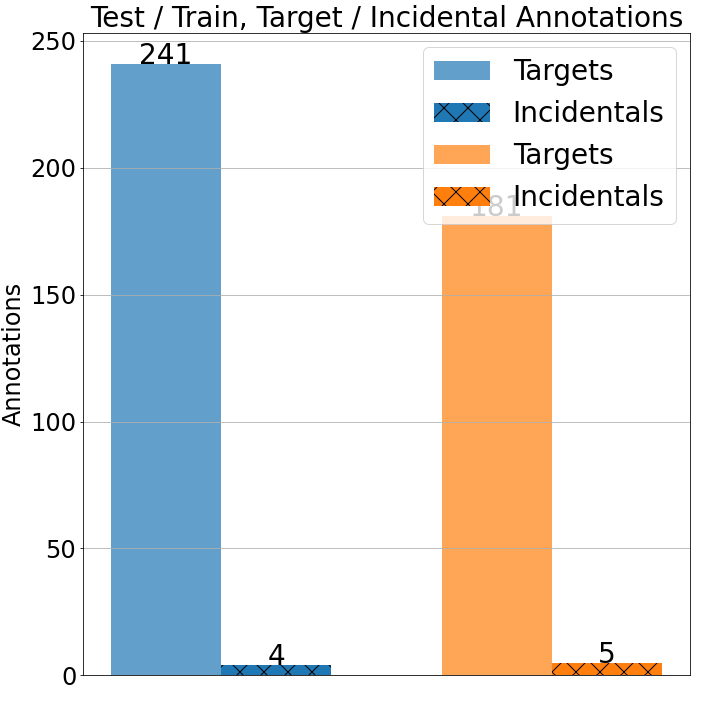 Test / Train, Target / Incidental Annotations
250
200
150
100
50
0
Annotations
241
4
181
5
Targets
Incidentals
Targets
Incidentals